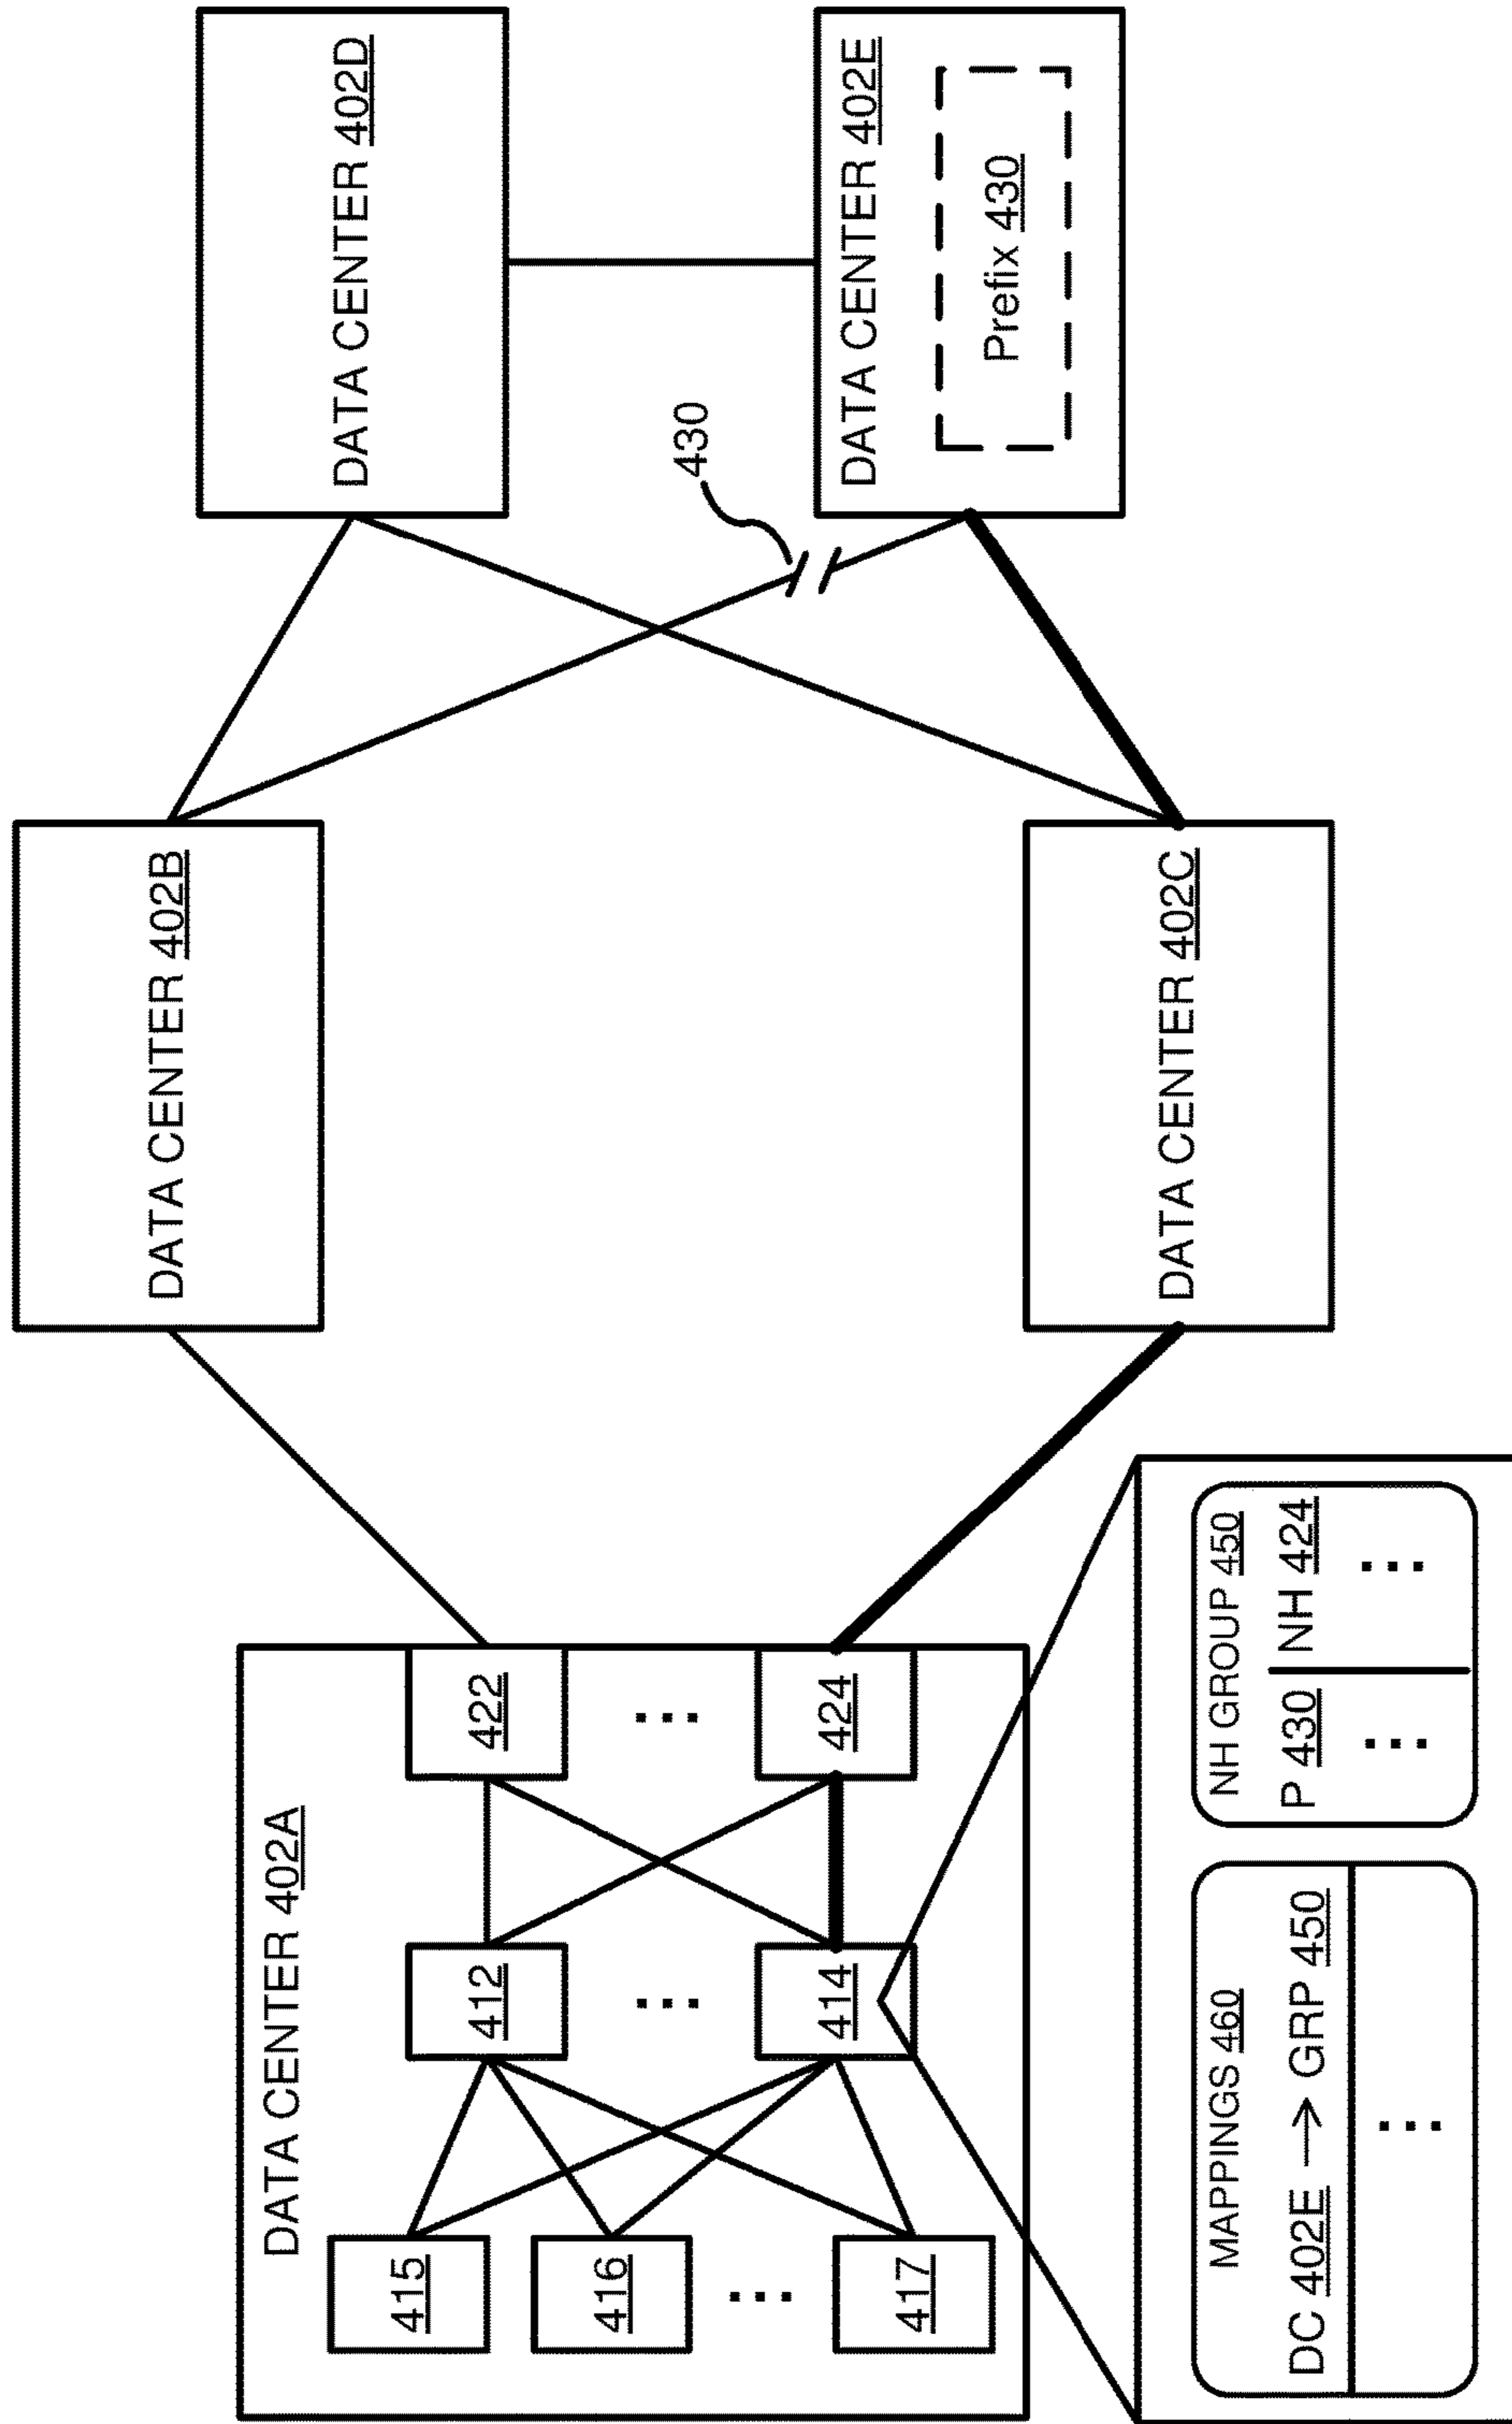 DATA CENTER 402A
415
416
⋮
417
412
⋮
414
422
⋮
424
DATA CENTER 402B
DATA CENTER 402C
DATA CENTER 402D
430
DATA CENTER 402E
Prefix 430
MAPPINGS 460
DC 402E → GRP 450
⋮
NH GROUP 450
P 430 NH 424
⋮ ⋮